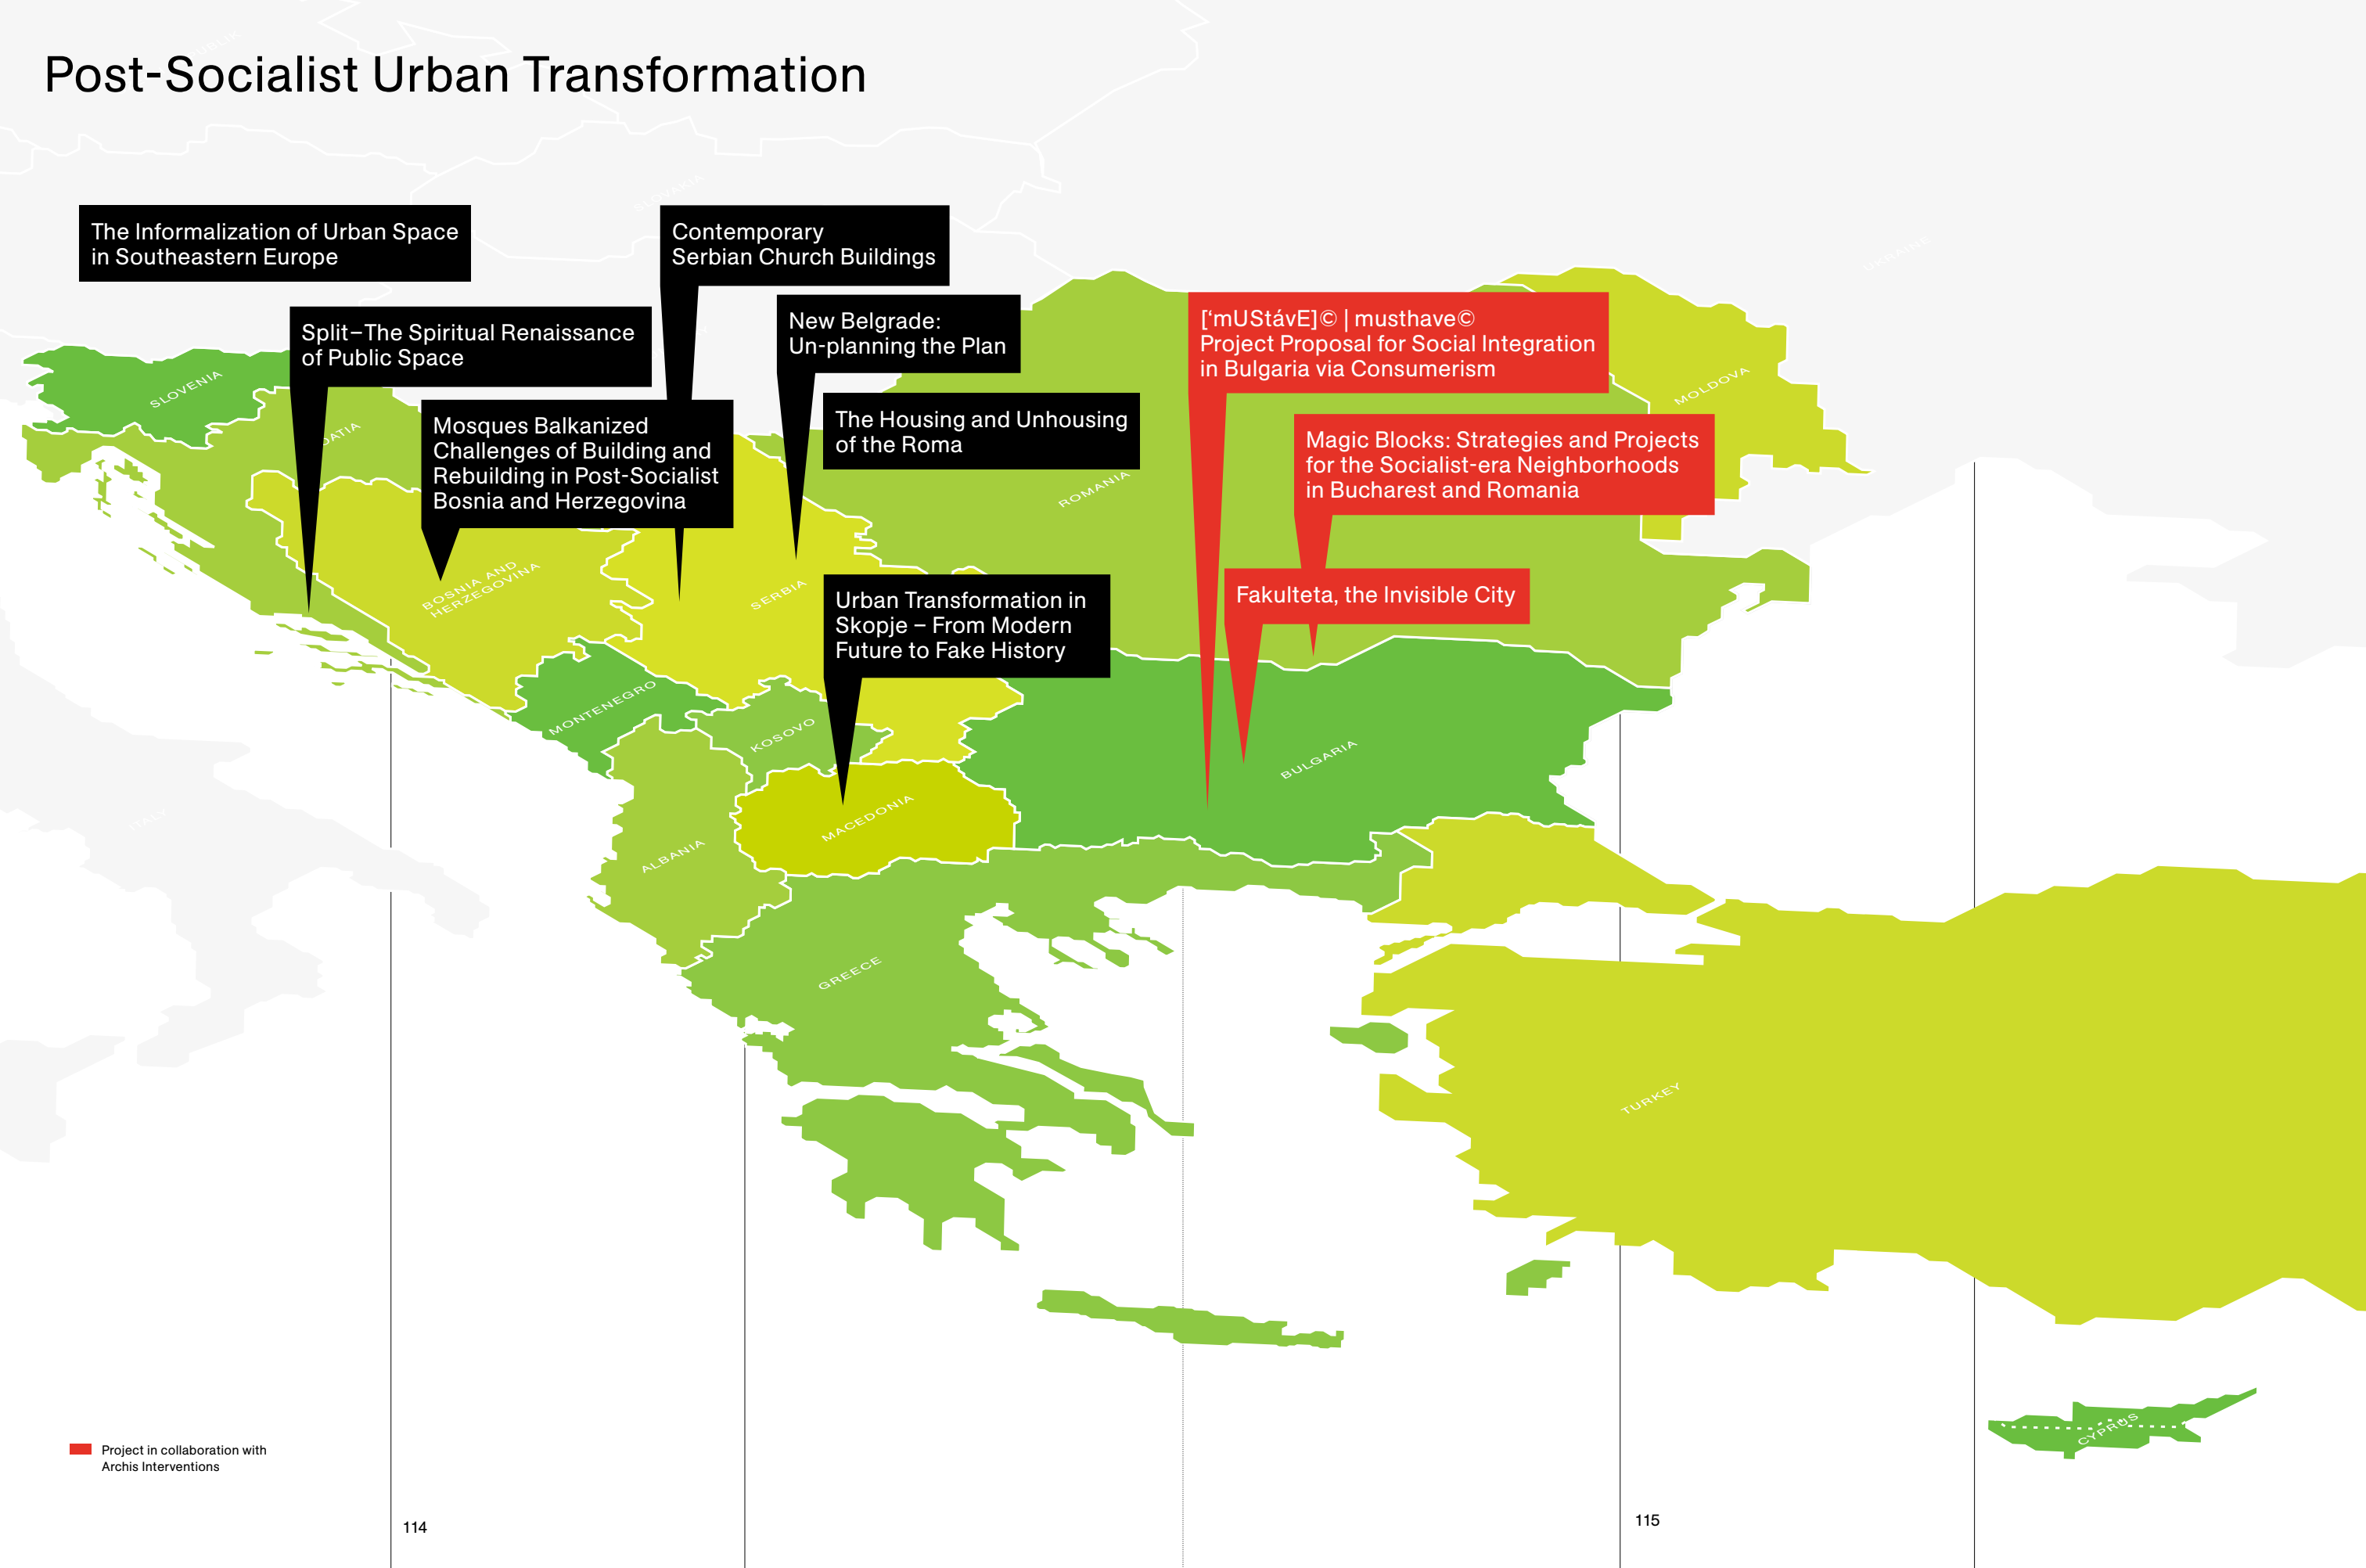 Post-Socialist Urban Transformation
The Informalization of Urban Space
in Southeastern Europe
Contemporary
Serbian Church Buildings
Split–The Spiritual Renaissance
of Public Space
New Belgrade:
Un-planning the Plan
[‘mUStávE]© | musthave©
Project Proposal for Social Integration
in Bulgaria via Consumerism
Mosques Balkanized
Challenges of Building and
Rebuilding in Post-Socialist
Bosnia and Herzegovina
The Housing and Unhousing
of the Roma
Magic Blocks: Strategies and Projects
for the Socialist-era Neighborhoods
in Bucharest and Romania
Urban Transformation in
Skopje – From Modern
Future to Fake History
Fakulteta, the Invisible City
SLOVAKIA
UKRAINE
SLOVENIA
MOLDOVA
ROMANIA
BOSNIA AND
HERZEGOVINA
SERBIA
MONTENEGRO
KOSOVO
BULGARIA
ITALY
MACEDONIA
ALBANIA
GREECE
TURKEY
CYPRUS
Project in collaboration with
Archis Interventions
114
115